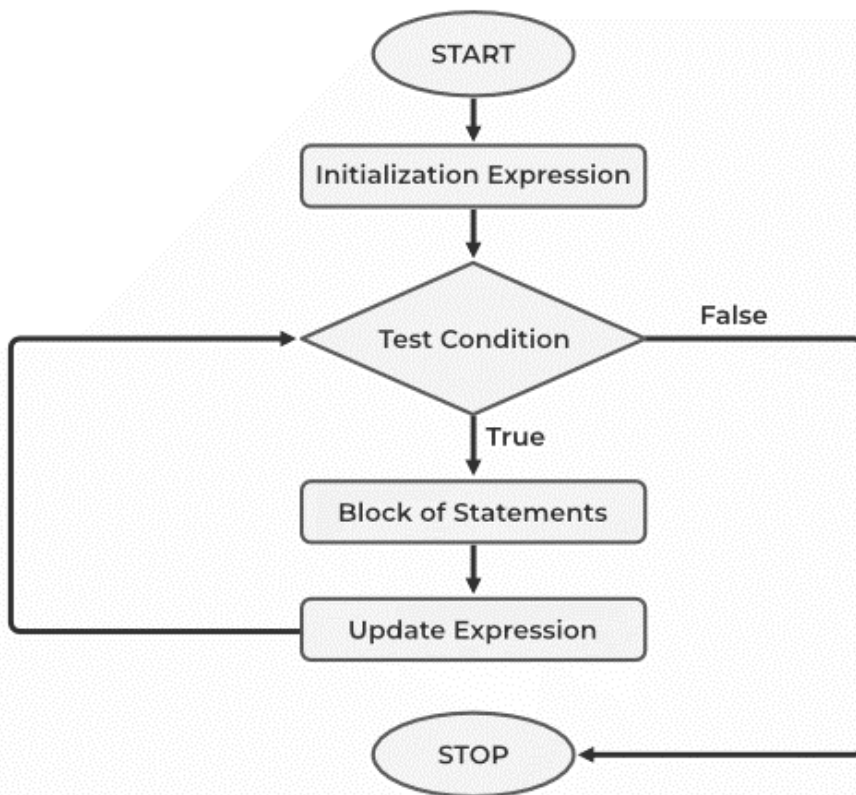 START
Initialization Expression
Test Condition
False
True
Block of Statements
Update Expression
STOP